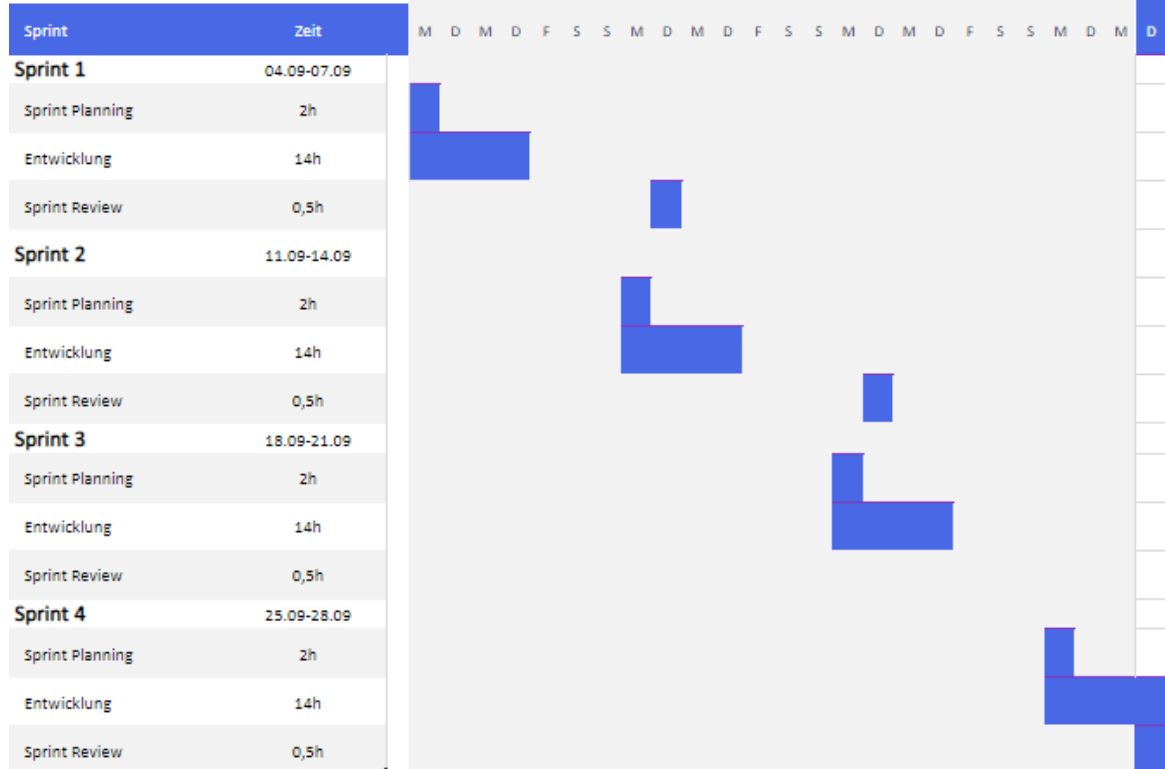 Sprint Zeit M D M D F S S M D M D F S S M D M D F S S M D M D
Sprint 1 04.09-07.09
Sprint Planning 2h
Entwicklung 14h
Sprint Review 0,5h
Sprint 2 11.09-14.09
Sprint Planning 2h
Entwicklung 14h
Sprint Review 0,5h
Sprint 3 18.09-21.09
Sprint Planning 2h
Entwicklung 14h
Sprint Review 0,5h
Sprint 4 25.09-28.09
Sprint Planning 2h
Entwicklung 14h
Sprint Review 0,5h